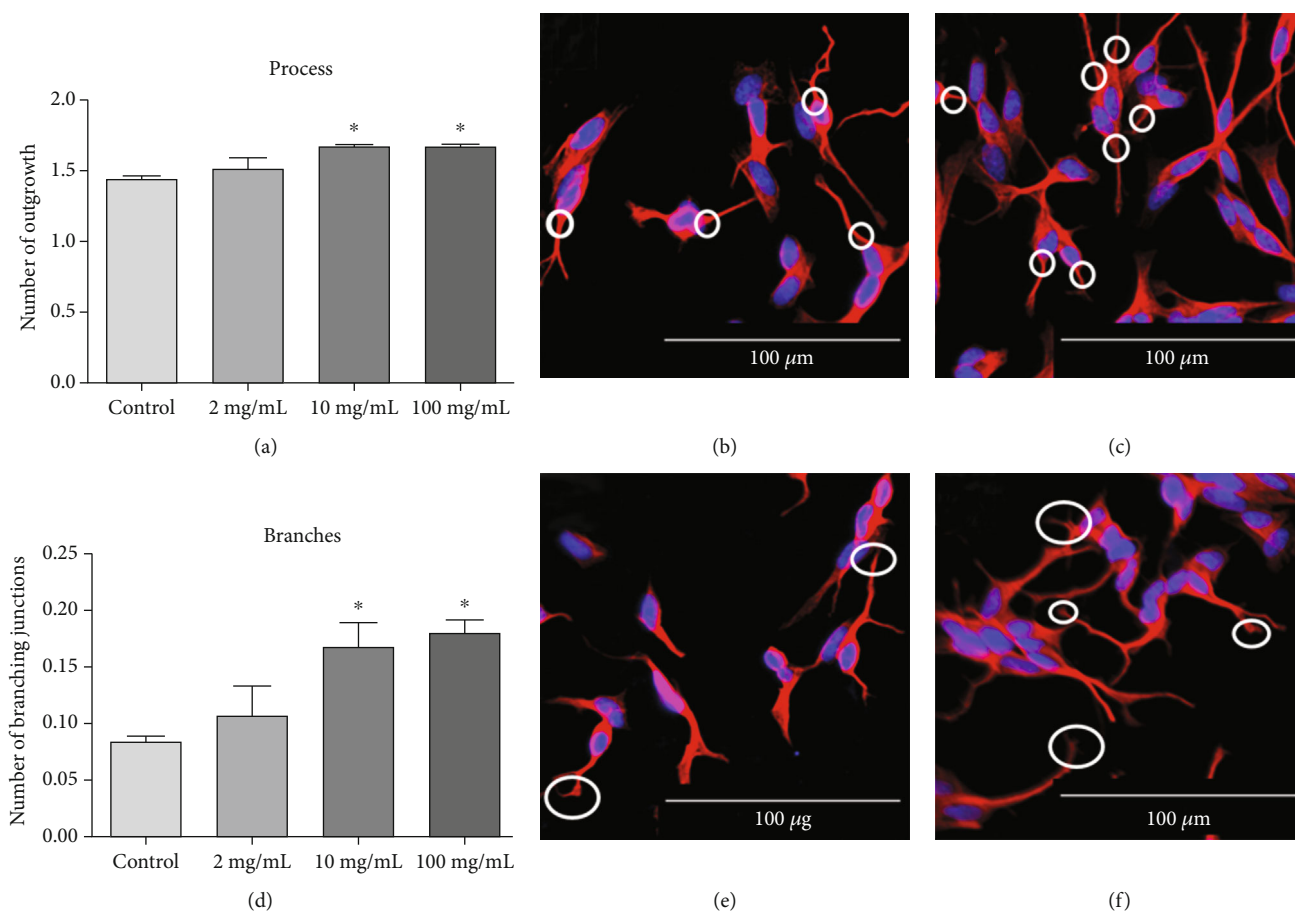 Process
Number of outgrowth
2.0
1.5
1.0
0.5
0.0
*
*
Control
2 mg/mL
10 mg/mL
100 mg/mL
(a)
100 μm
(b)
100 μm
(c)
Branches
Number of branching junctions
0.25
0.20
0.15
0.10
0.05
0.00
*
*
Control
2 mg/mL
10 mg/mL
100 mg/mL
(d)
100 μg
(e)
100 μm
(f)